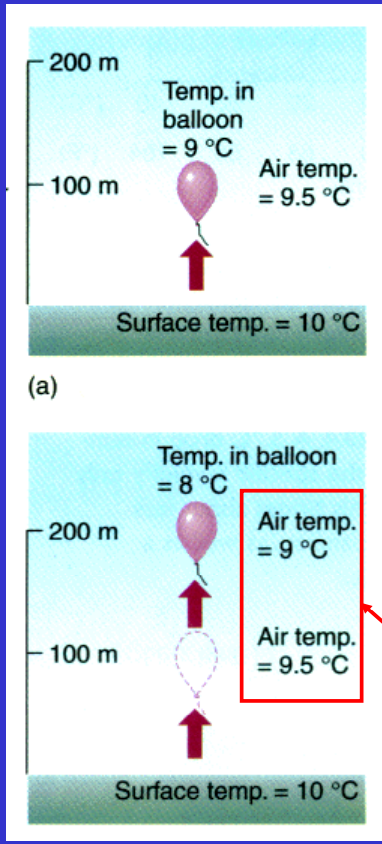 200 m
Temp. in
balloon
= 9 °C
Air temp.
= 9.5 °C
100 m
Surface temp. = 10 °C
(a)
Temp. in balloon
= 8 °C
200 m
Air temp.
= 9 °C
100 m
Air temp.
= 9.5 °C
Surface temp. = 10 °C